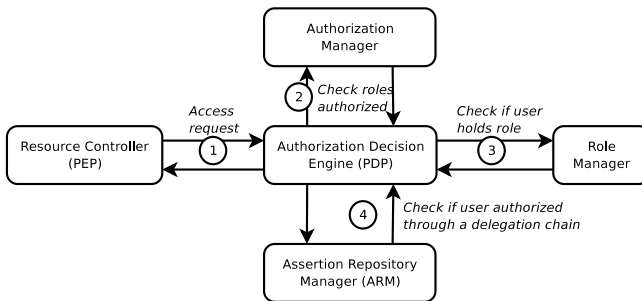 Authorization
Manager
2
Check roles
authorized
Access
request
1
Check if user
holds role
3
Resource Controller
(PEP)
Authorization Decision
Engine (PDP)
Role
Manager
4
Check if user authorized
through a delegation chain
Assertion Repository
Manager (ARM)